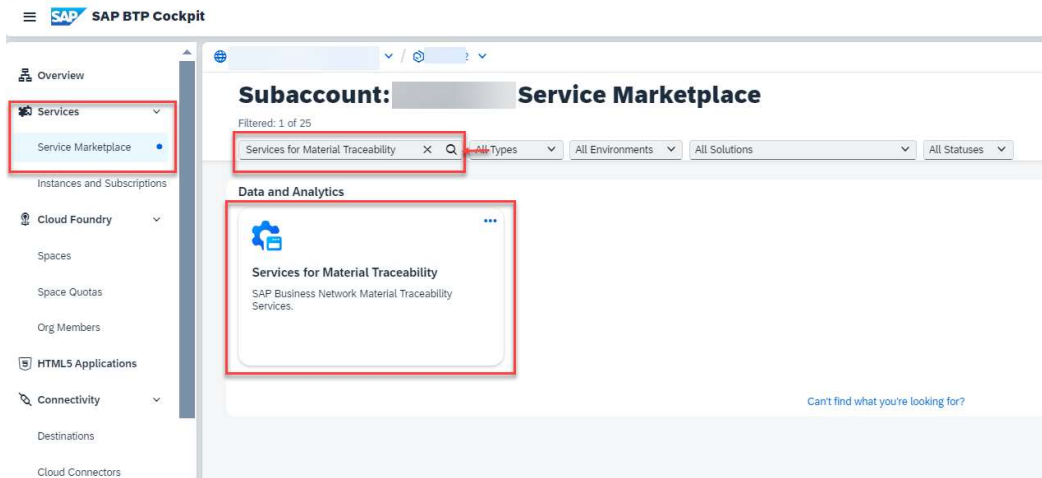 SAP SAP BTP Cockpit
Overview
Services
Service Marketplace
Instances and Subscriptions
Cloud Foundry
Spaces
Space Quotas
Org Members
HTML5 Applications
Connectivity
Destinations
Cloud Connectors
/
Subaccount: Service Marketplace
Filtered: 1 of 25
Services for Material Traceability All Types All Environments All Solutions All Statuses
Data and Analytics
Services for Material Traceability
SAP Business Network Material Traceability
Services.
Can't find what you're looking for?